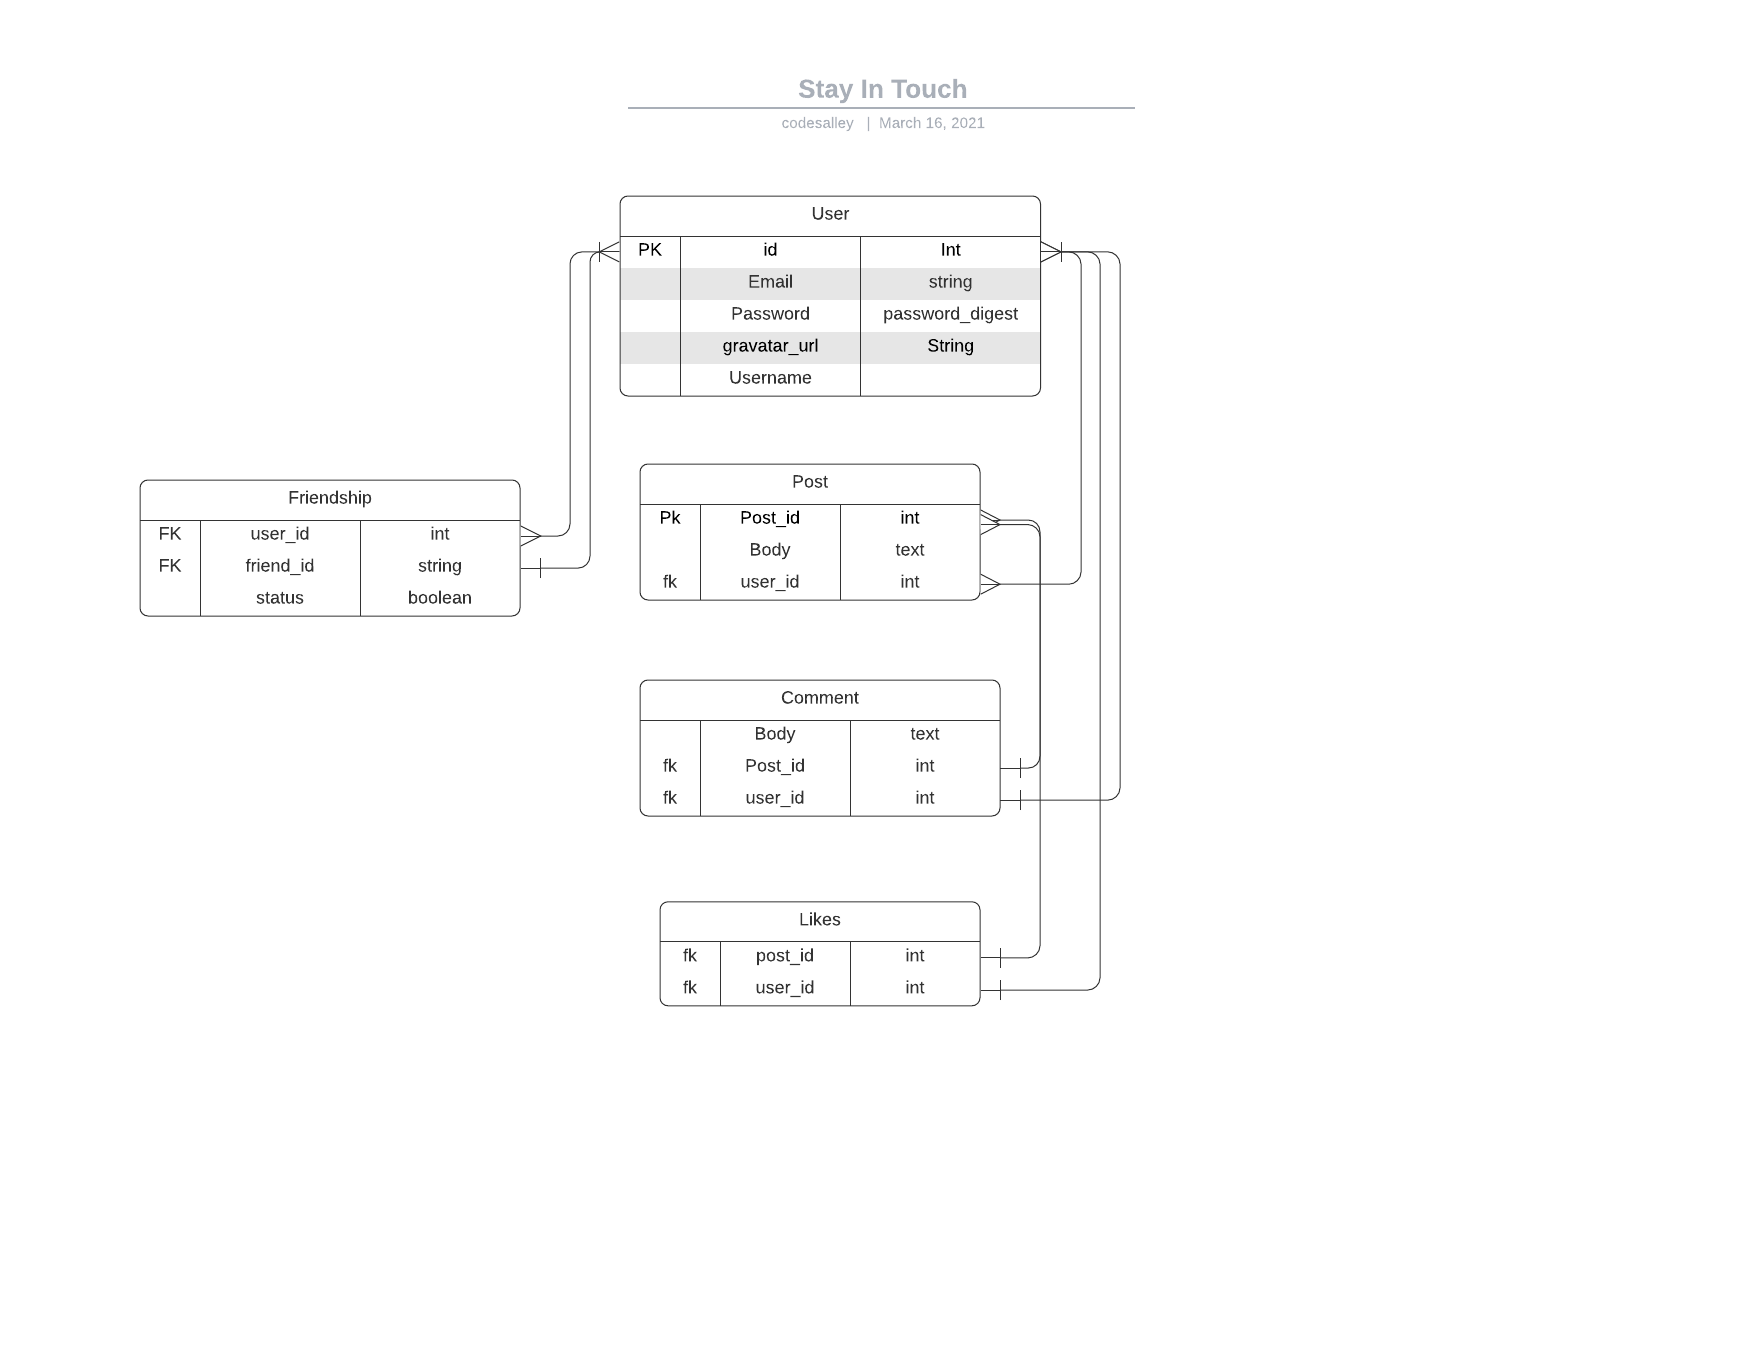 Stay In Touch
codesalley | March 16, 2021
User
PK id Int
Email string
Password password_digest
gravatar_url String
Username
Friendship
FK user_id int
FK friend_id string
status boolean
Post
Pk Post_id int
Body text
fk user_id int
Comment
Body text
fk Post_id int
fk user_id int
Likes
fk post_id int
fk user_id int